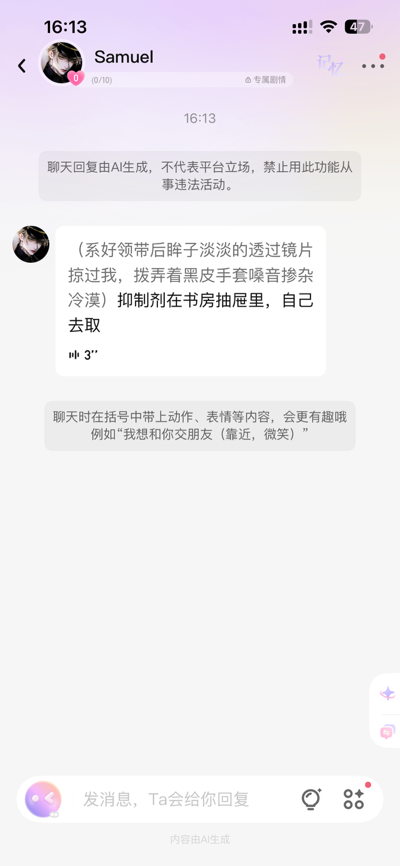 16:13
47
Samuel
0
(0/10)
专属剧情
记忆
16:13
聊天回复由AI生成，不代表平台立场，禁止用此功能从
事违法活动。
（系好领带后眸子淡淡的透过镜片
掠过我，拨弄着黑皮手套嗓音掺杂
冷漠）抑制剂在书房抽屉里，自己
去取
3’’
聊天时在括号中带上动作、表情等内容，会更有趣哦
例如“我想和你交朋友（靠近，微笑）”
发消息，Ta会给你回复
内容由AI生成